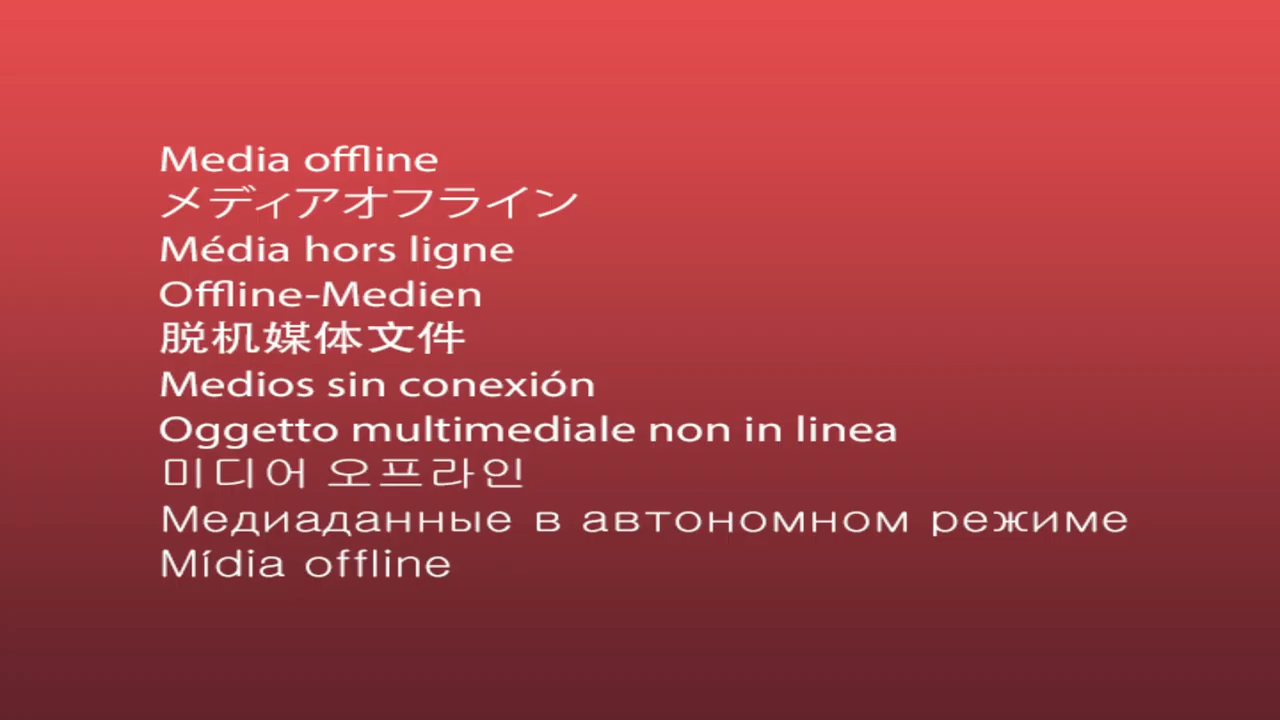 Media offline
メディアオフライン
Média hors ligne
Offline-Medien
脱机媒体文件
Medios sin conexión
Oggetto multimediale non in linea
미디어 오프라인
Медиаданные в автономном режиме
Mídia offline